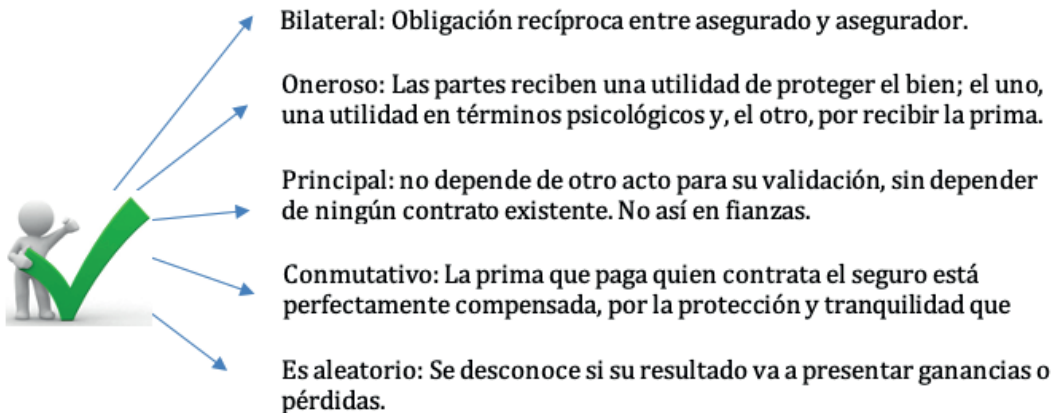 Bilateral: Obligación recíproca entre asegurado y asegurador.
Oneroso: Las partes reciben una utilidad de proteger el bien; el uno,
una utilidad en términos psicológicos y, el otro, por recibir la prima.
Principal: no depende de otro acto para su validación, sin depender
de ningún contrato existente. No así en fianzas.
Conmutativo: La prima que paga quien contrata el seguro está
perfectamente compensada, por la protección y tranquilidad que
Es aleatorio: Se desconoce si su resultado va a presentar ganancias o
pérdidas.